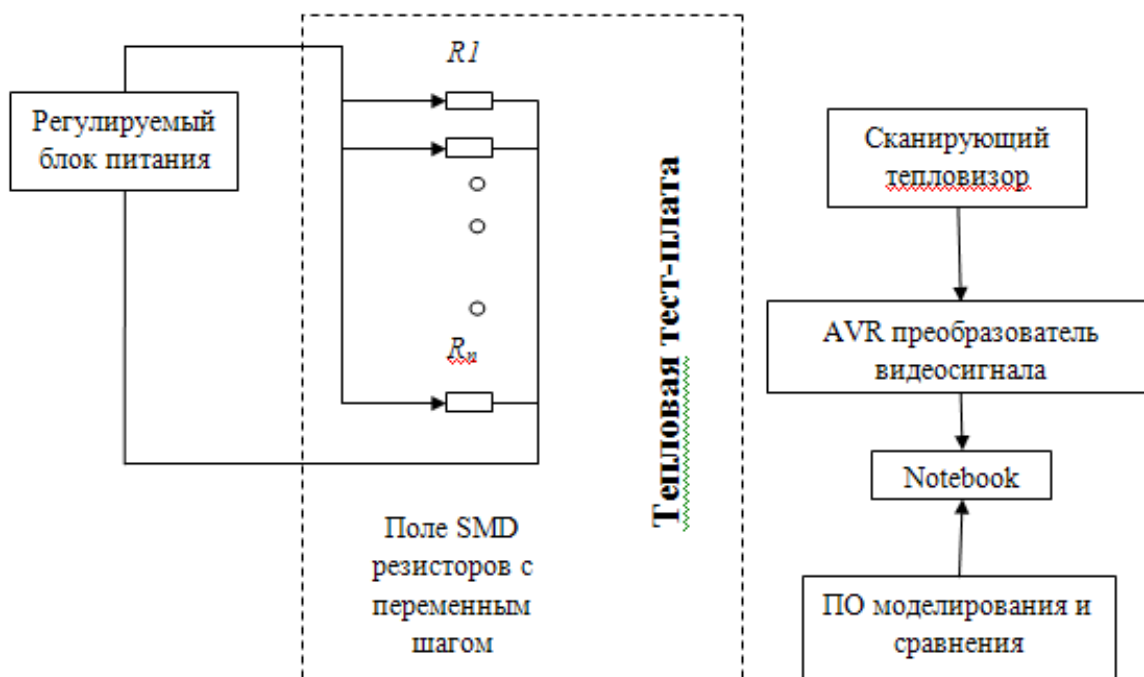 R1
Регулируемый
блок питания
Rn
Поле SMD
резисторов с
переменным
шагом
Тепловая тест-плата
Сканирующий
тепловизор
AVR преобразователь
видеосигнала
Notebook
ПО моделирования и
сравнения